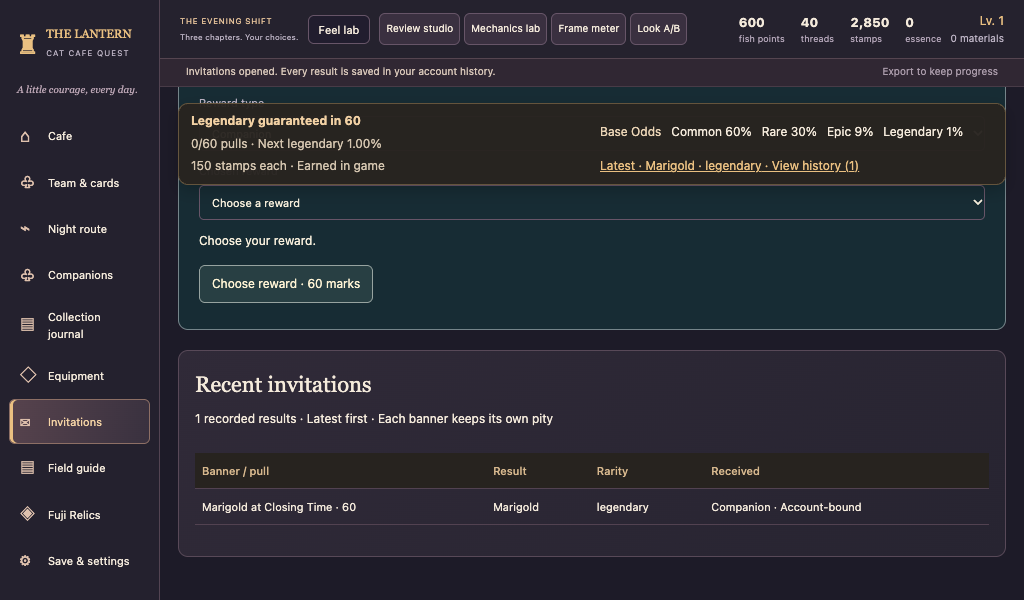 THE LANTERN
CAT CAFE QUEST
A little courage, every day.
Cafe
Team & cards
Night route
Companions
Collection
journal
Equipment
Invitations
Field guide
Fuji Relics
Save & settings
THE EVENING SHIFT
Three chapters. Your choices.
Feel lab
Review studio
Mechanics lab
Frame meter
Look A/B
600
fish points
40
threads
2,850
stamps
0
essence
Lv. 1
0 materials
Invitations opened. Every result is saved in your account history.
Export to keep progress
Reward type
Legendary guaranteed in 60
0/60 pulls · Next legendary 1.00%
150 stamps each · Earned in game
Base Odds Common 60% Rare 30% Epic 9% Legendary 1%
Latest · Marigold · legendary · View history (1)
Choose a reward
Choose your reward.
Choose reward · 60 marks
Recent invitations
1 recorded results · Latest first · Each banner keeps its own pity
Banner / pull Result Rarity Received
Marigold at Closing Time · 60 Marigold legendary Companion · Account-bound